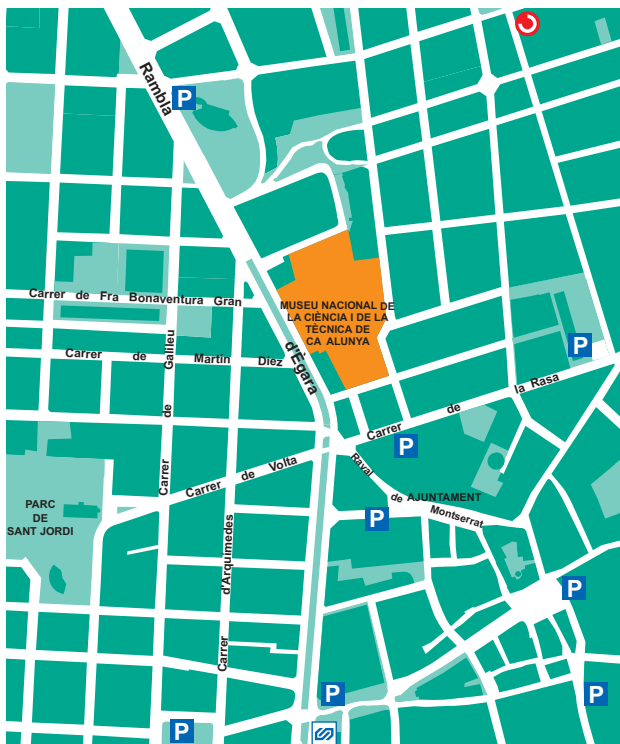 P
Rambla
d'Ègara
Carrer de Fra Bonaventura Gran
MUSEU NACIONAL DE
LA CIÈNCIA I DE LA
TÈCNICA DE
CA ALUNYA
Carrer de Martin Diez
P
Carrer de Galileu
Carrer de la Rasa
P
Carrer de Volta
Raval de Montserrat
AJUNTAMENT
PARC
DE
SANT JORDI
P
Carrer d'Arquimedes
P
P
P
P